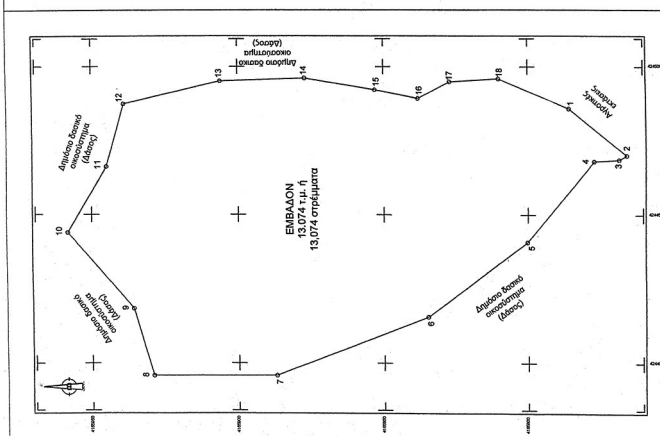 Δημόσιο δασικό
οικοσύστημα
(Δάσος)
Δημόσιο δασικό
οικοσύστημα
(Δάσος)
Δημόσιο δασικό
οικοσύστημα
(Δάσος)
Αγροτικές
εκτάσεις
ΕΜΒΑΔΟΝ
13.074 τ.μ. ή
13,074 στρέμματα
Δημόσιο δασικό
οικοσύστημα
(Δάσος)
1
2
3
4
5
6
7
8
9
10
11
12
13
14
15
16
17
18